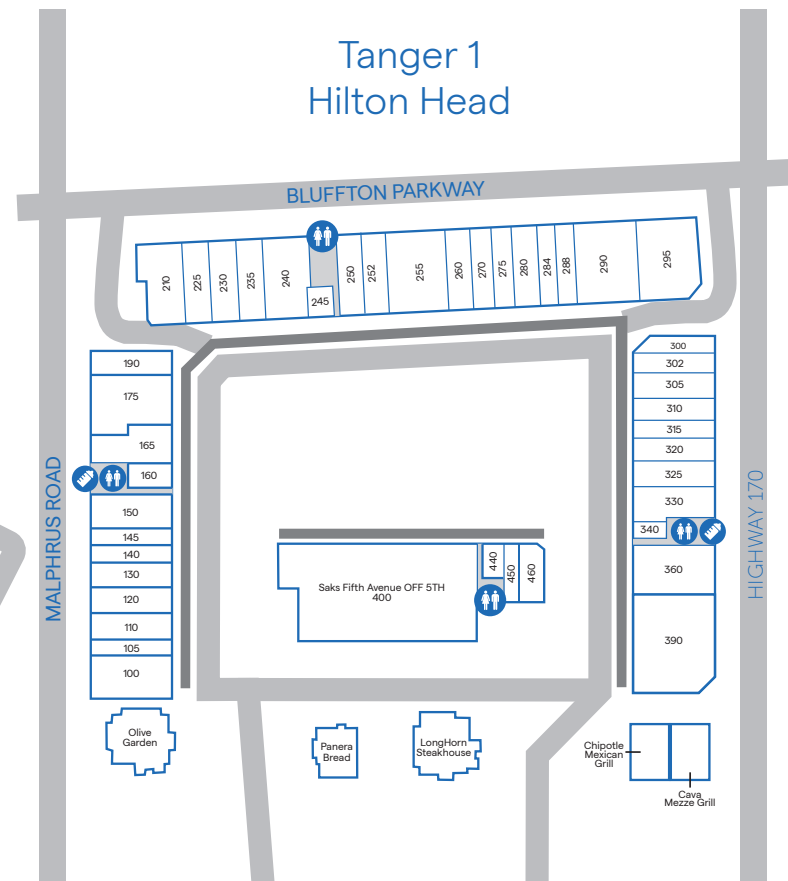 Tanger 1
Hilton Head
BLUFFTON PARKWAY
210
225
230
235
240
245
250
252
255
260
270
275
280
284
288
290
295
190
175
165
160
150
145
140
130
120
110
105
100
MALPHRUS ROAD
300
302
305
310
315
320
325
330
340
360
390
HIGHWAY 170
Saks Fifth Avenue OFF 5TH
400
440
450
460
Olive
Garden
Panera
Bread
LongHorn
Steakhouse
Chipotle
Mexican
Grill
Cava
Mezze Grill